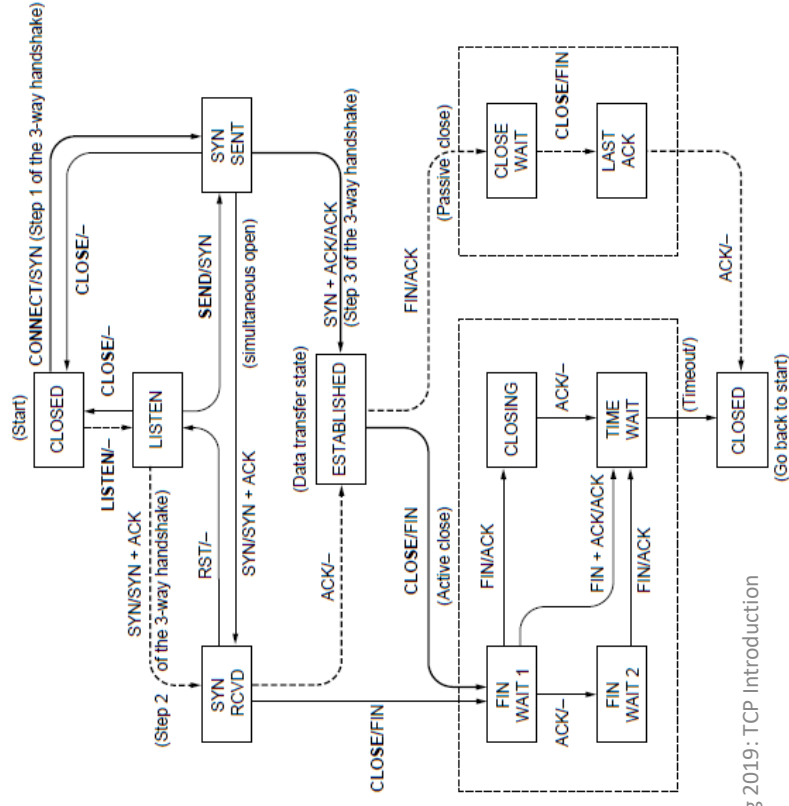 (Start)
CONNECT/SYN (Step 1 of the 3-way handshake)
CLOSED
CLOSE/–
LISTEN/–
CLOSE/–
SYN/SYN + ACK
LISTEN
(Step 2 of the 3-way handshake)
SYN
RCVD
RST/–
SEND/SYN
SYN
SENT
SYN/SYN + ACK
(simultaneous open)
(Data transfer state)
ACK/–
ESTABLISHED
SYN + ACK/ACK
(Step 3 of the 3-way handshake)
CLOSE/FIN
CLOSE/FIN
(Active close)
FIN/ACK
(Passive close)
FIN
WAIT 1
FIN/ACK
CLOSING
CLOSE
WAIT
ACK/–
FIN + ACK/ACK
ACK/–
CLOSE/FIN
FIN
WAIT 2
FIN/ACK
TIME
WAIT
LAST
ACK
(Timeout/)
ACK/–
CLOSED
(Go back to start)
2019: TCP Introduction